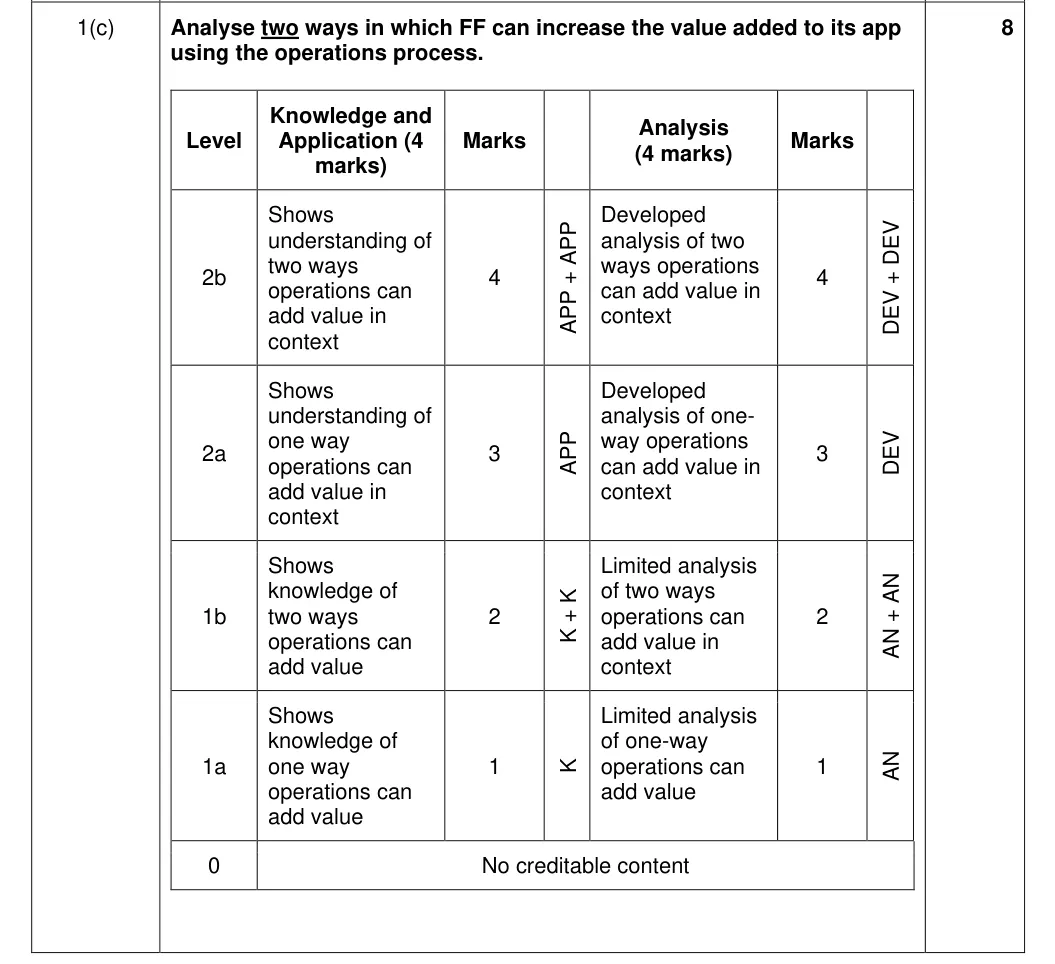 1(c)
Analyse two ways in which FF can increase the value added to its app
using the operations process.
8
Level
Knowledge and
Application (4
marks)
Marks
Analysis
(4 marks)
Marks
2b
Shows
understanding of
two ways
operations can
add value in
context
4
APP + APP
Developed
analysis of two
ways operations
can add value in
context
4
DEV + DEV
2a
Shows
understanding of
one way
operations can
add value in
context
3
APP
Developed
analysis of one-
way operations
can add value in
context
3
DEV
1b
Shows
knowledge of
two ways
operations can
add value
2
K + K
Limited analysis
of two ways
operations can
add value in
context
2
AN + AN
1a
Shows
knowledge of
one way
operations can
add value
1
K
Limited analysis
of one-way
operations can
add value
1
AN
0
No creditable content